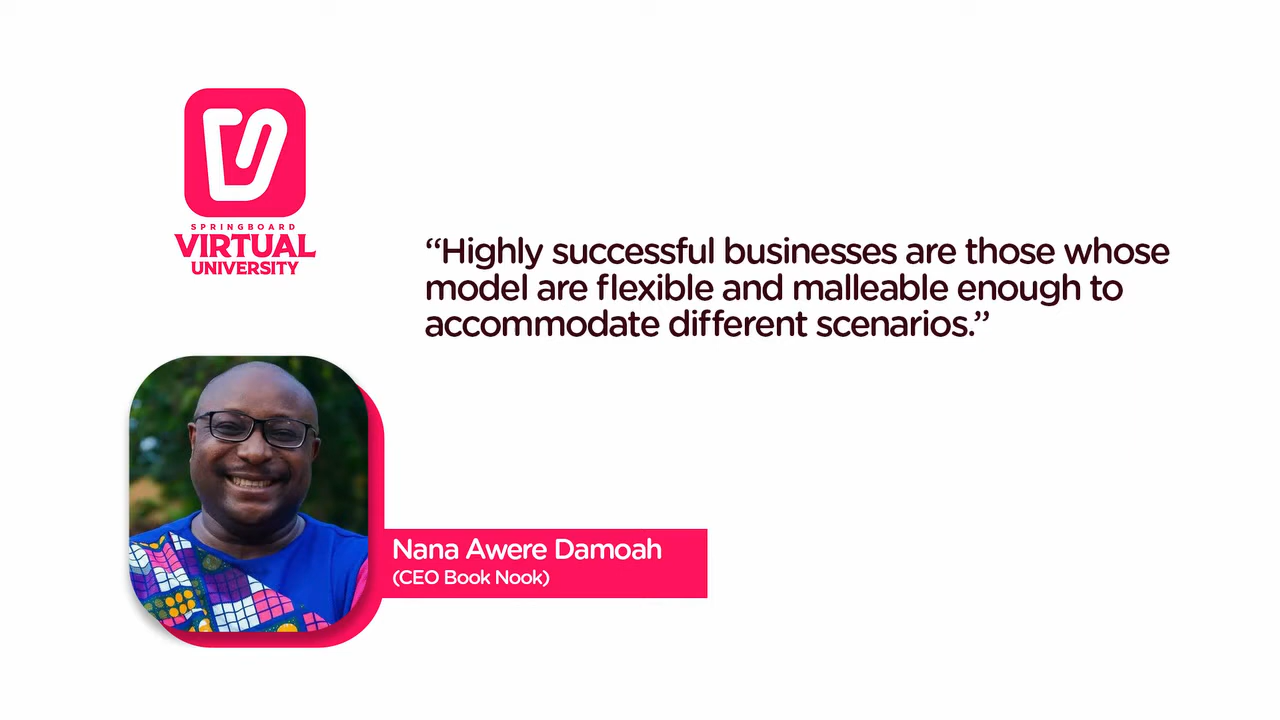 SPRINGBOARD
VIRTUAL
UNIVERSITY
“Highly successful businesses are those whose
model are flexible and malleable enough to
accommodate different scenarios.”
Nana Awere Damoah
(CEO Book Nook)